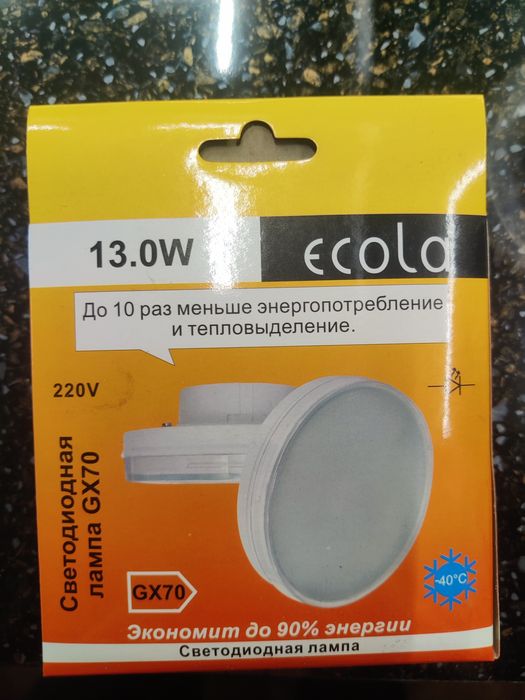 13.0W
ecola
До 10 раз меньше энергопотребление
и тепловыделение.
220V
Светодиодная
лампа GX70
GX70
-40°C
Экономит до 90% энергии
Светодиодная лампа